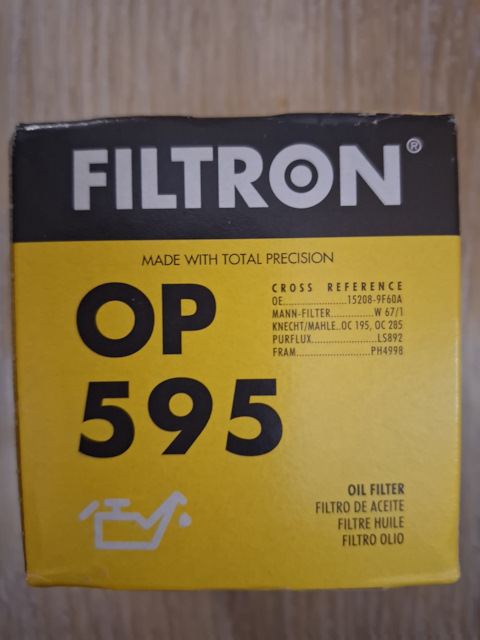 FILTRON®
MADE WITH TOTAL PRECISION
OP
595
CROSS REFERENCE
OE......................15208-9F60A
MANN-FILTER...........W 67/1
KNECHT/MAHLE..OC 195, OC 285
PURFLUX.......................LS892
FRAM.........................PH4998
OIL FILTER
FILTRO DE ACEITE
FILTRE HUILE
FILTRO OLIO